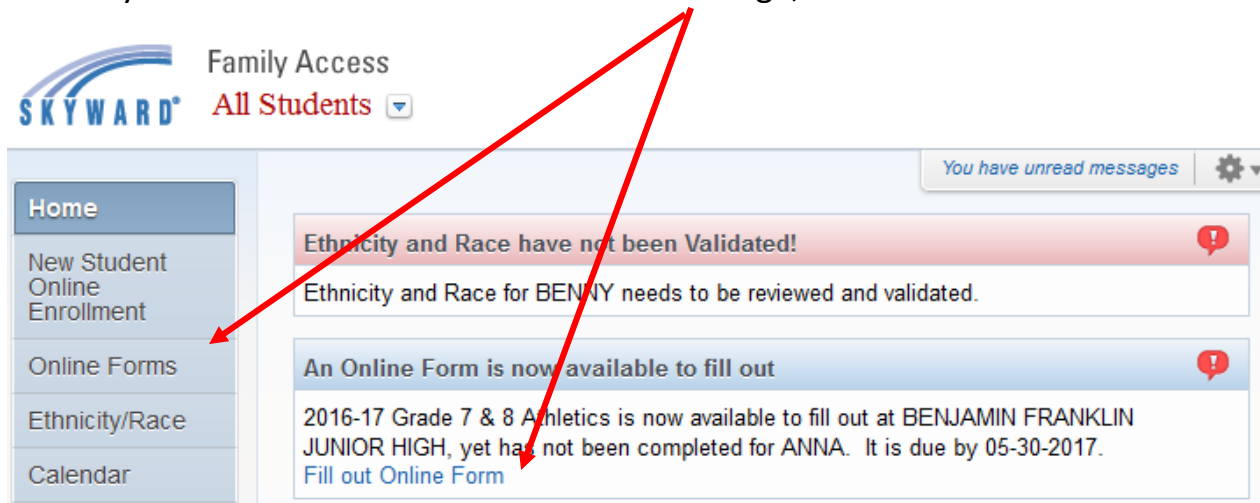 Family Access
SKYWARD®
All Students
You have unread messages
Home
New Student
Online
Enrollment
Online Forms
Ethnicity/Race
Calendar
Ethnicity and Race have not been Validated!
Ethnicity and Race for BENNY needs to be reviewed and validated.
An Online Form is now available to fill out
2016-17 Grade 7 & 8 Athletics is now available to fill out at BENJAMIN FRANKLIN
JUNIOR HIGH, yet has not been completed for ANNA. It is due by 05-30-2017.
Fill out Online Form